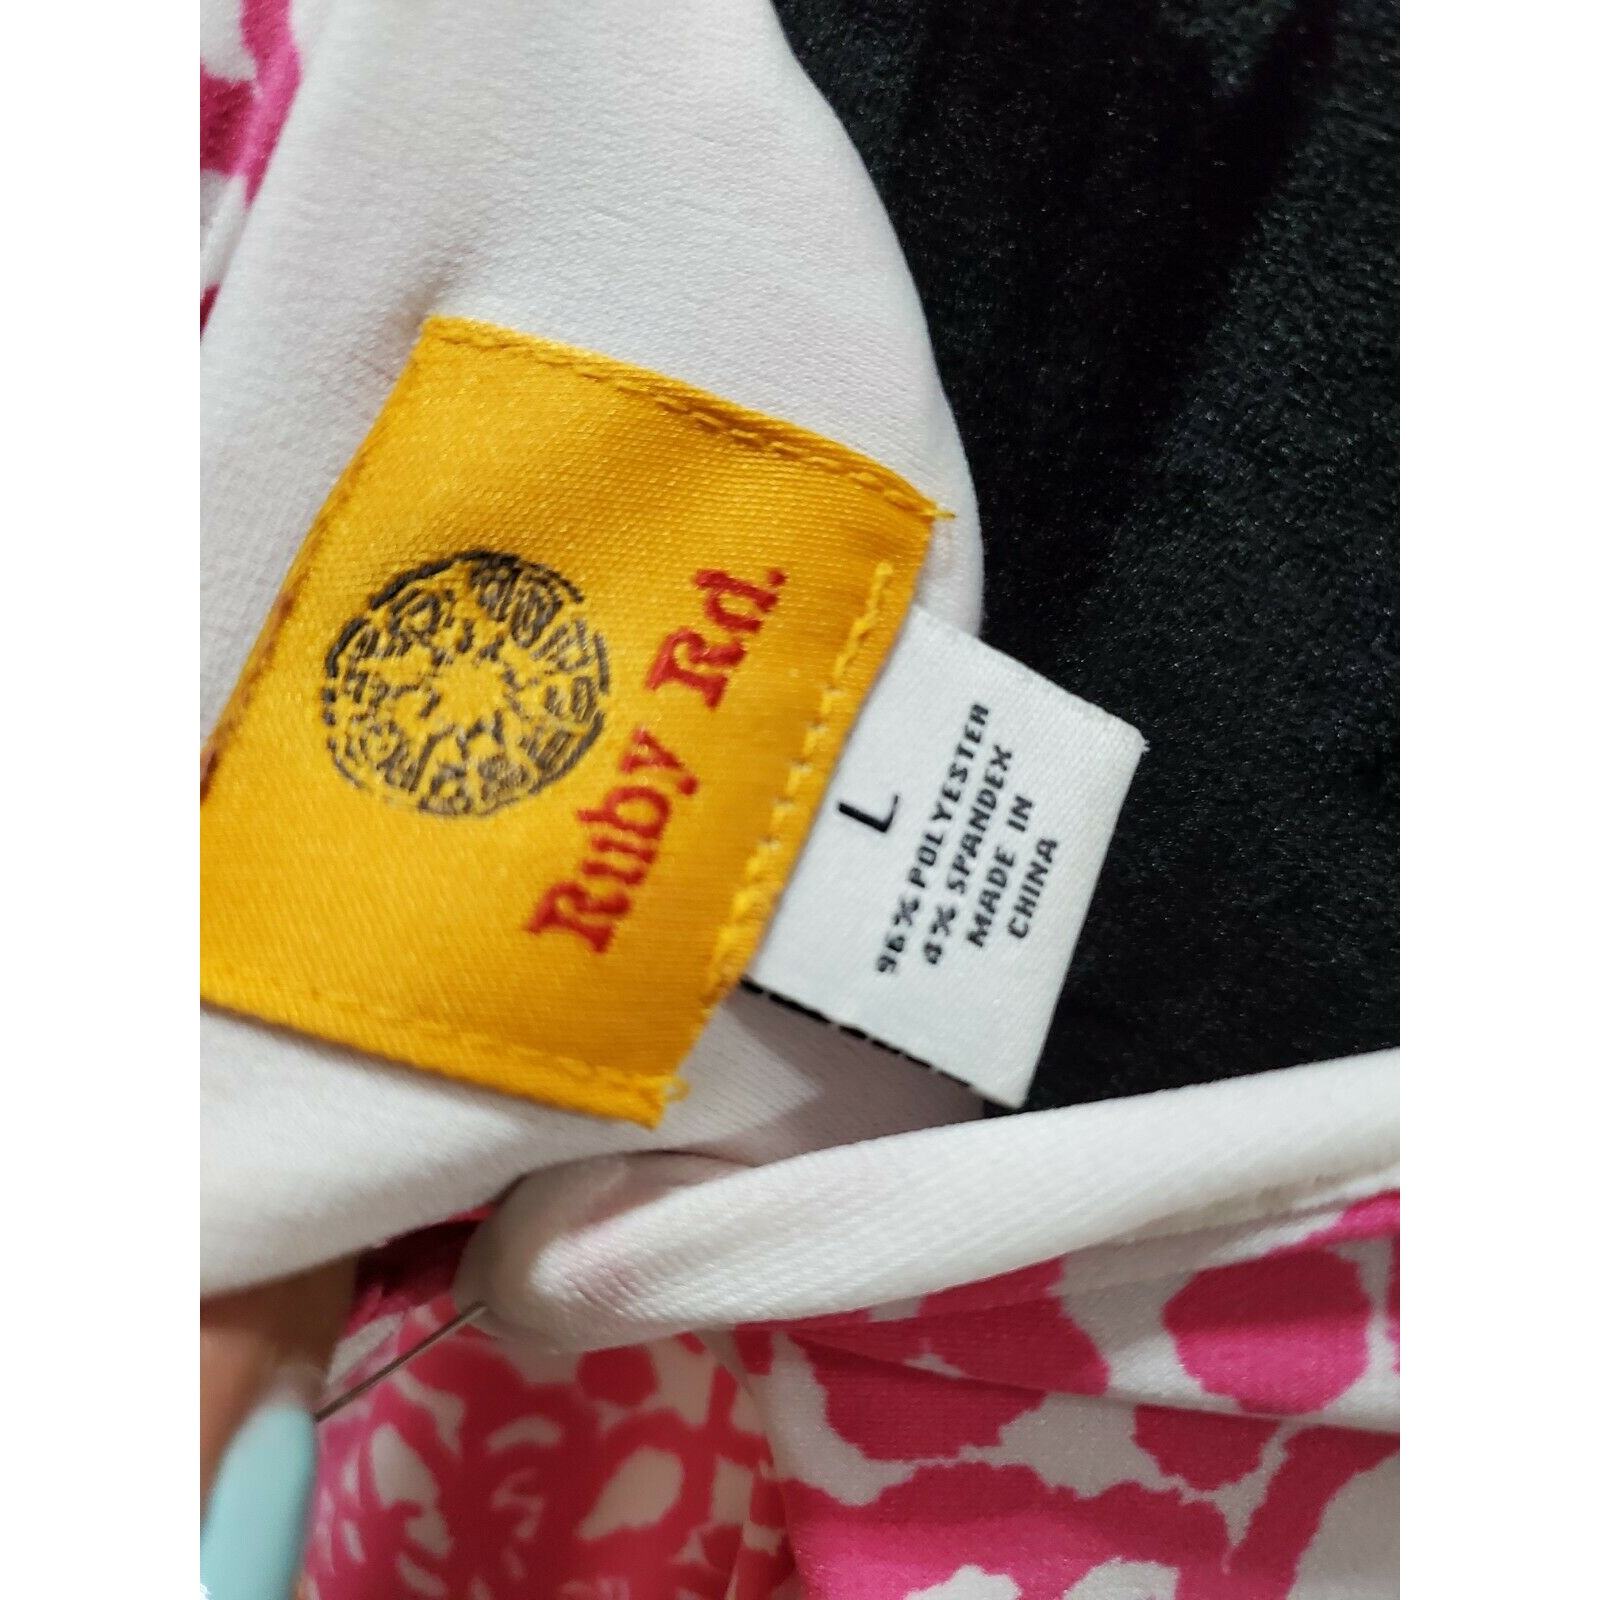 Ruby Rd.
L
96% POLYESTER
4% SPANDEX
MADE IN
CHINA